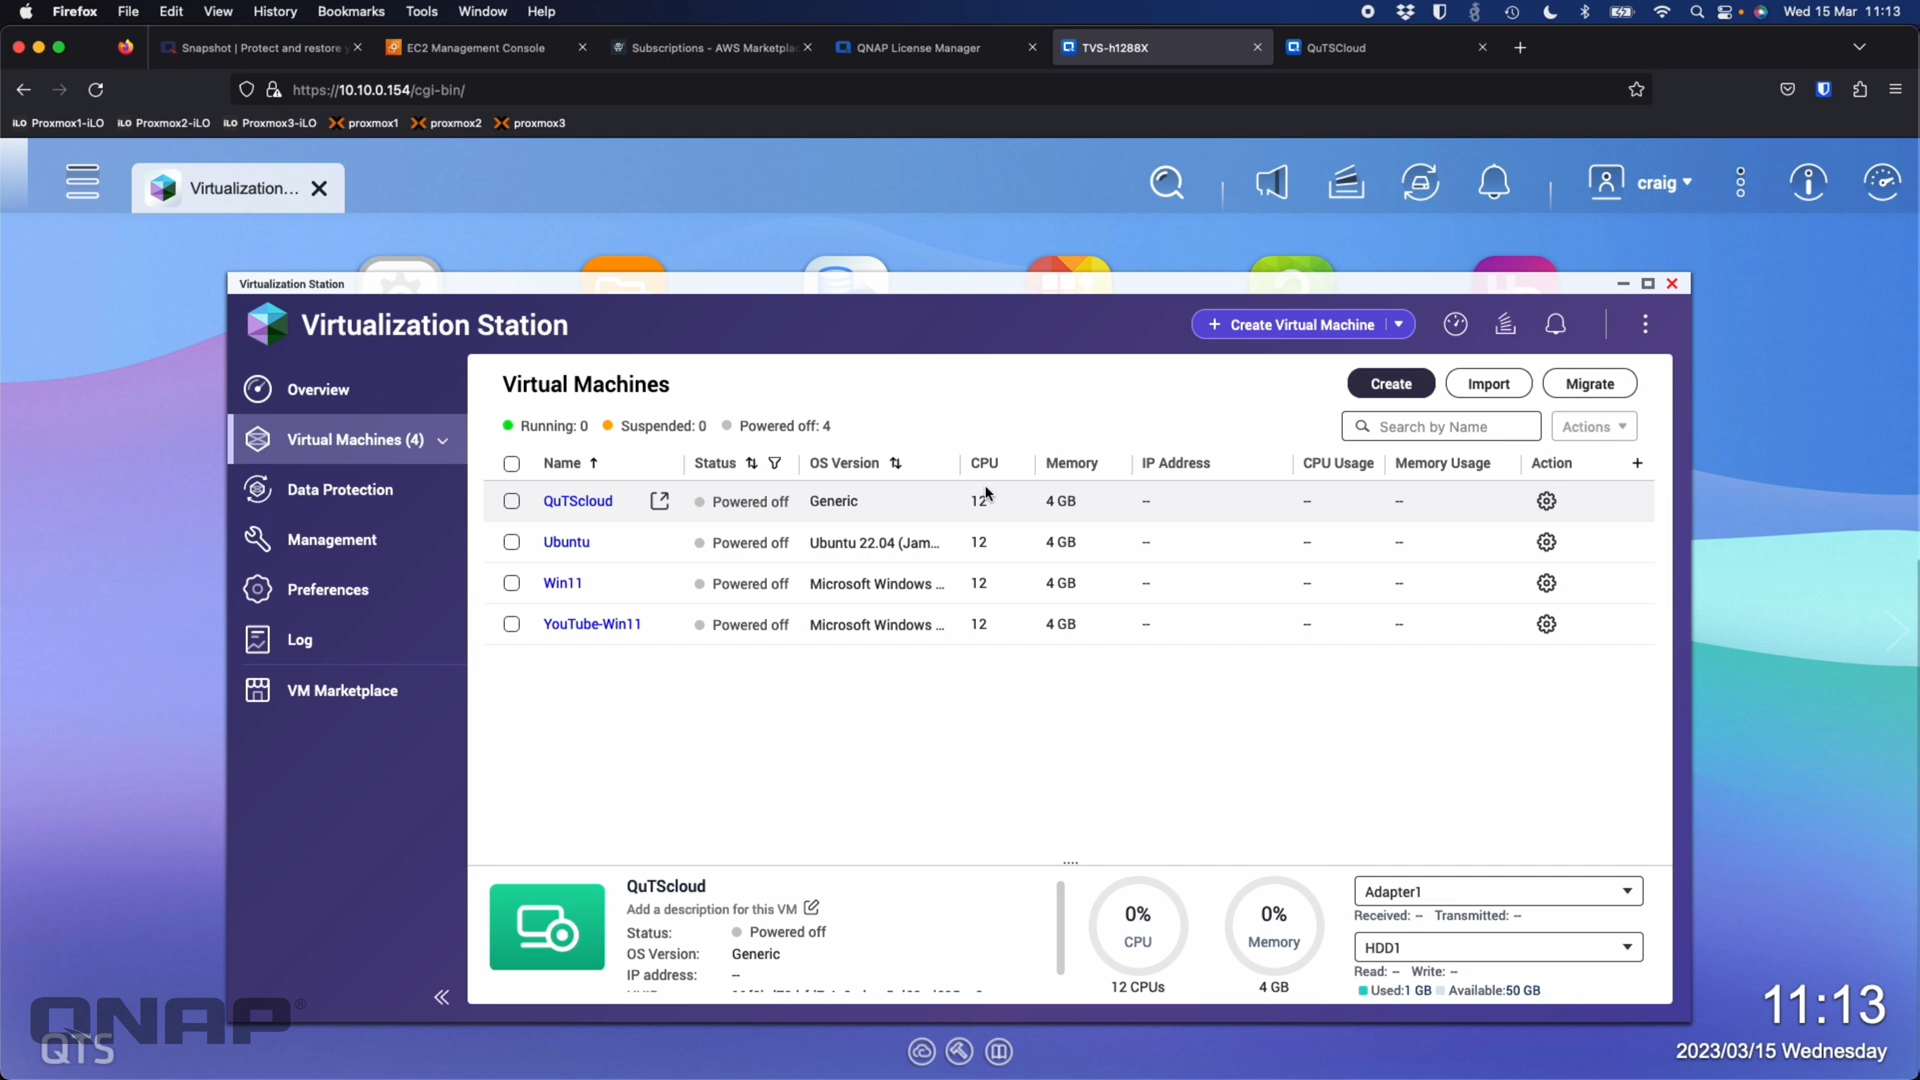 Firefox File Edit View History Bookmarks Tools Window Help Wed 15 Mar 11:13
Snapshot | Protect and restore EC2 Management Console Subscriptions - AWS Marketpla QNAP License Manager TVS-h1288X QuTSCloud
https://10.10.0.154/cgi-bin/
iLO Proxmox1-iLO iLO Proxmox2-iLO iLO Proxmox3-iLO proxmox1 proxmox2 proxmox3
Virtualization... craig
Virtualization Station
Virtualization Station
+ Create Virtual Machine
Overview
Virtual Machines (4)
Data Protection
Management
Preferences
Log
VM Marketplace
Virtual Machines
Create Import Migrate
Running: 0 Suspended: 0 Powered off: 4
Search by Name Actions
Name Status OS Version CPU Memory IP Address CPU Usage Memory Usage Action +
QuTScloud Powered off Generic 12 4 GB -- -- --
Ubuntu Powered off Ubuntu 22.04 (Jam... 12 4 GB -- -- --
Win11 Powered off Microsoft Windows ... 12 4 GB -- -- --
YouTube-Win11 Powered off Microsoft Windows ... 12 4 GB -- -- --
QuTScloud
Add a description for this VM
Status: Powered off
OS Version: Generic
IP address: --
0% CPU
12 CPUs
0% Memory
4 GB
Adapter1
Received: -- Transmitted: --
HDD1
Read: -- Write: --
Used:1 GB Available:50 GB
QNAP
QTS
11:13
2023/03/15 Wednesday